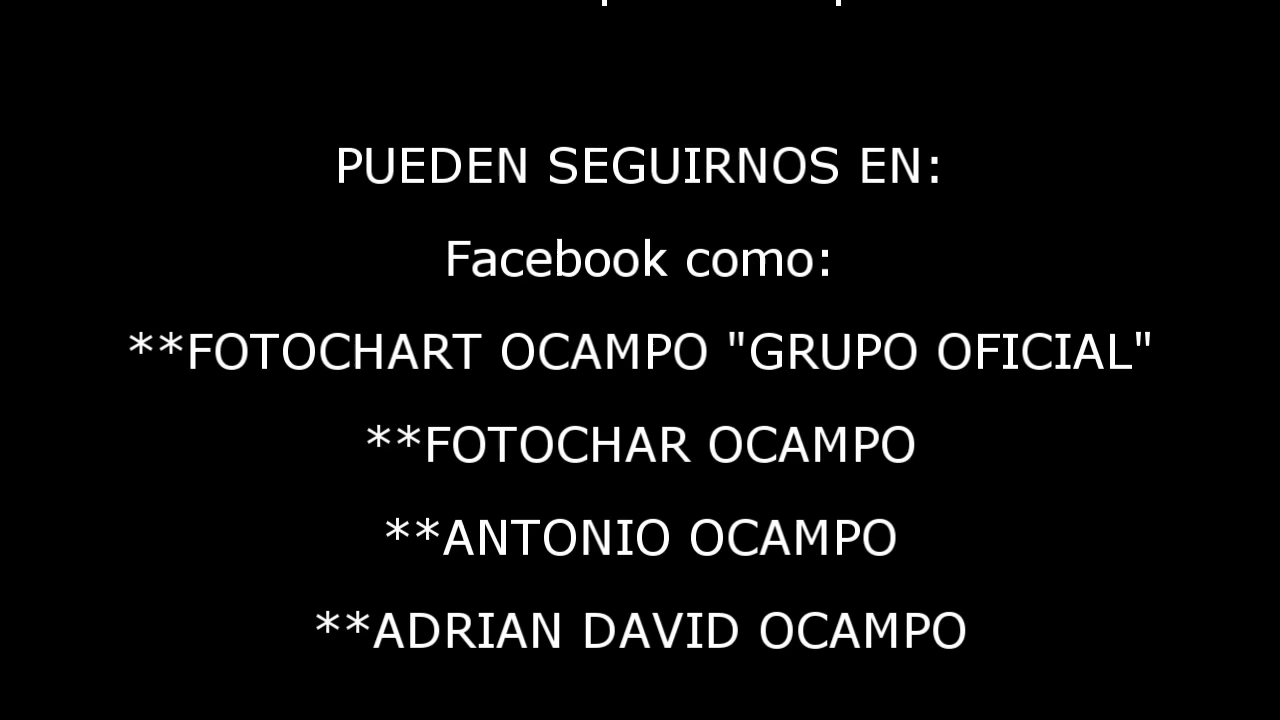 PUEDEN SEGUIRNOS EN:
Facebook como:
**FOTOCHART OCAMPO "GRUPO OFICIAL"
**FOTOCHAR OCAMPO
**ANTONIO OCAMPO
**ADRIAN DAVID OCAMPO